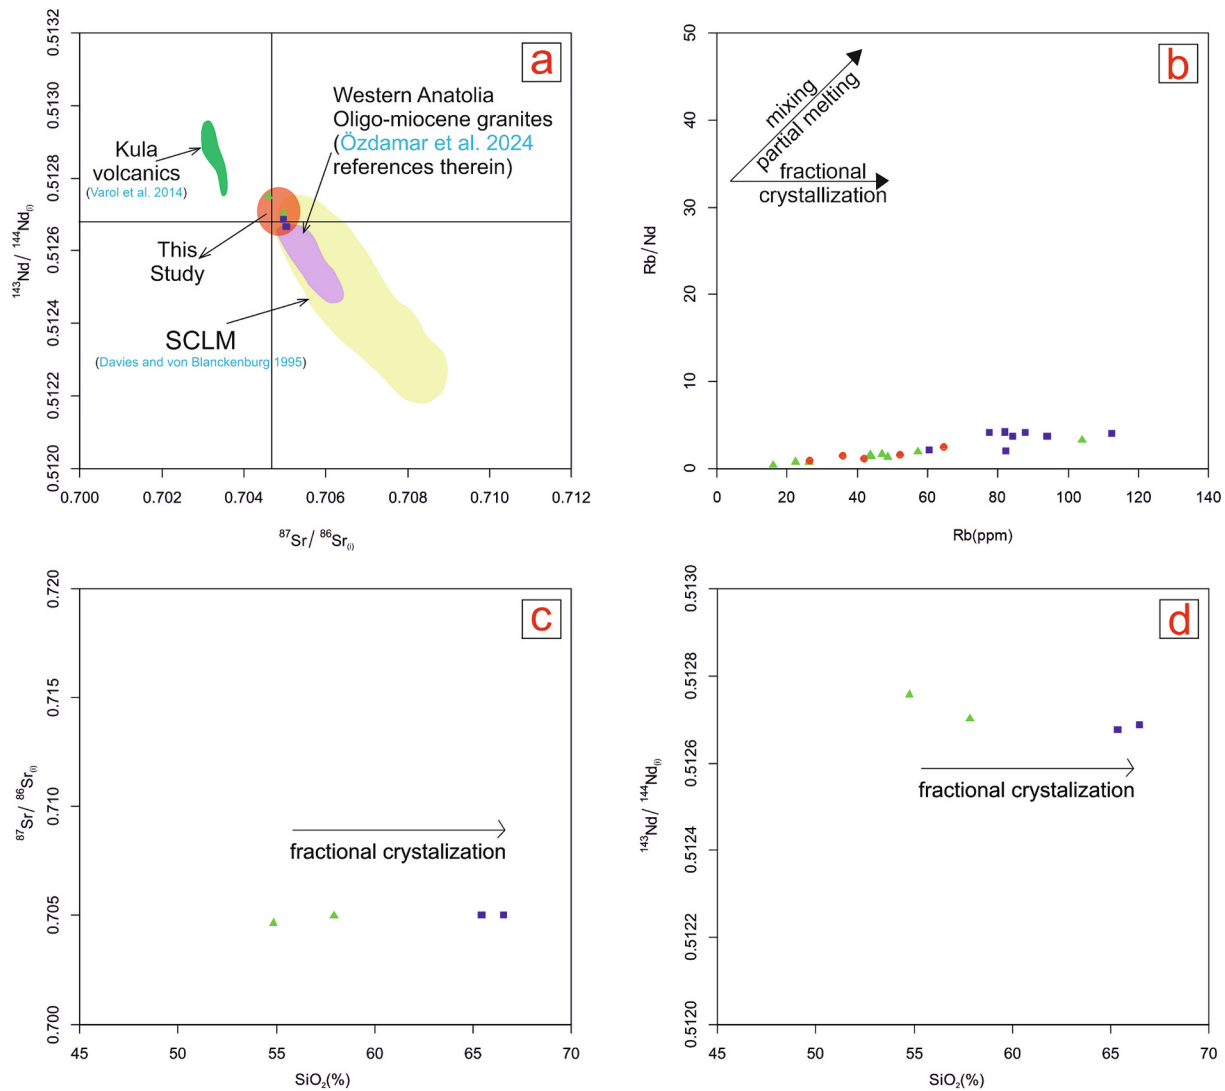 a
0.5132
0.5130
0.5128
0.5126
0.5124
0.5122
0.5120
143Nd/ 144Nd(i)
Western Anatolia
Oligo-miocene granites
(Özdamar et al. 2024
references therein)
Kula
volcanics
(Varol et al. 2014)
This
Study
SCLM
(Davies and von Blanckenburg 1995)
0.700
0.702
0.704
0.706
0.708
0.710
0.712
87Sr/ 86Sr(i)
b
50
40
30
20
10
0
Rb/Nd
mixing
partial melting
fractional
crystallization
0
20
40
60
80
100
120
140
Rb(ppm)
c
0.720
0.715
0.710
0.705
0.700
87Sr/ 86Sr(i)
fractional crystalization
45
50
55
60
65
70
SiO2(%)
d
0.5130
0.5128
0.5126
0.5124
0.5122
0.5120
143Nd/ 144Nd(i)
fractional crystalization
45
50
55
60
65
70
SiO2(%)